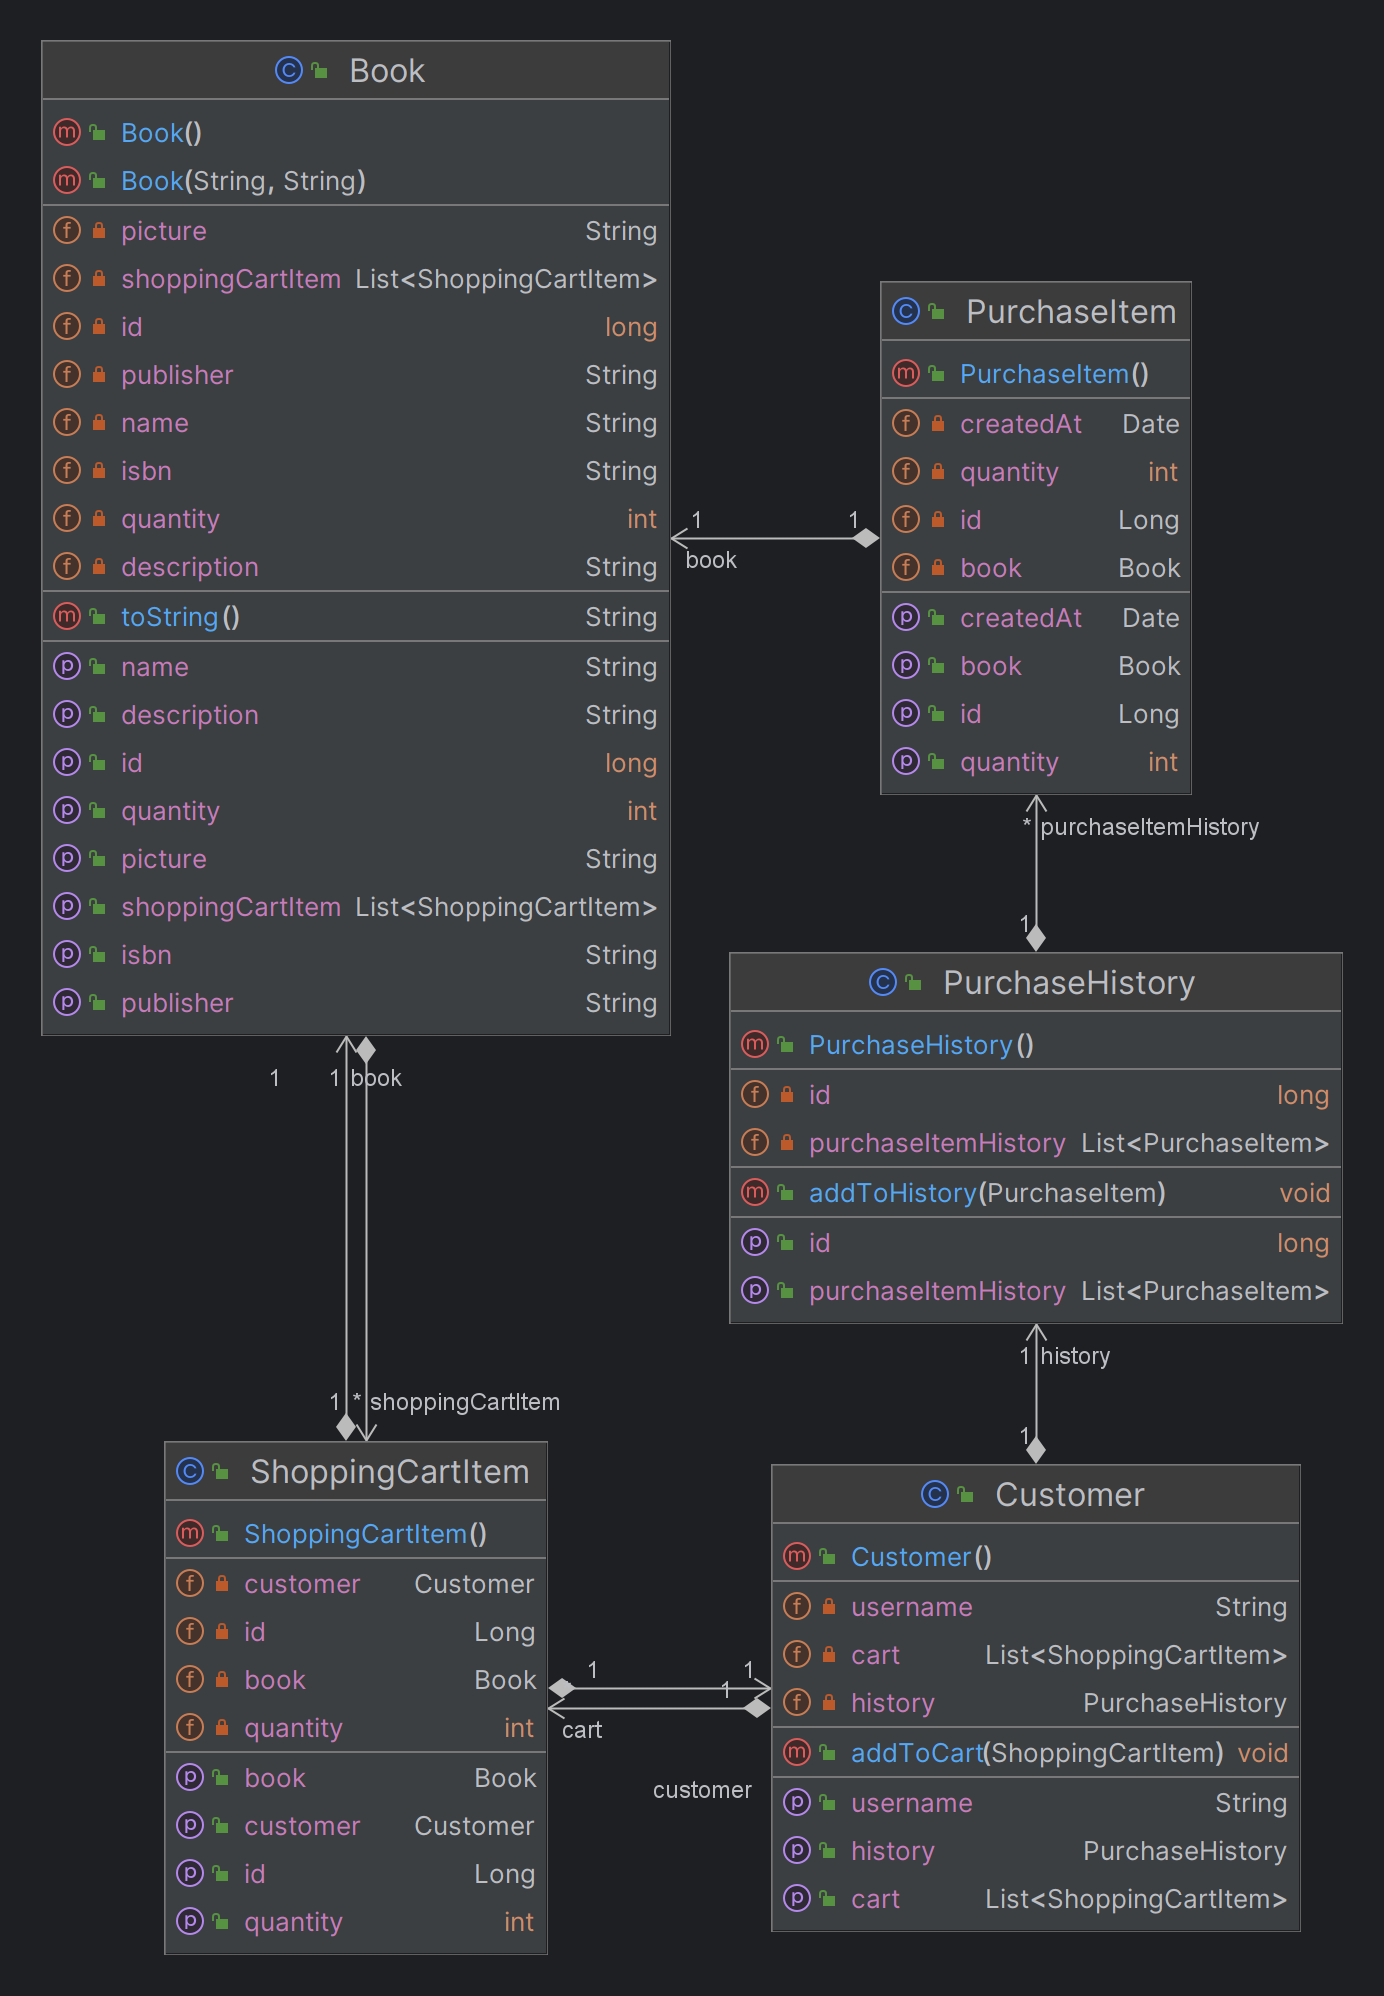 Book
Book()
Book(String, String)
picture String
shoppingCartItem List<ShoppingCartItem>
id long
publisher String
name String
isbn String
quantity int
description String
toString() String
name String
description String
id long
quantity int
picture String
shoppingCartItem List<ShoppingCartItem>
isbn String
publisher String
PurchaseItem
PurchaseItem()
createdAt Date
quantity int
id Long
book Book
createdAt Date
book Book
id Long
quantity int
1 1
book
* purchaseItemHistory
1
PurchaseHistory
PurchaseHistory()
id long
purchaseItemHistory List<PurchaseItem>
addToHistory(PurchaseItem) void
id long
purchaseItemHistory List<PurchaseItem>
1 1 book
1 * shoppingCartItem
1 history
1
ShoppingCartItem
ShoppingCartItem()
customer Customer
id Long
book Book
quantity int
book Book
customer Customer
id Long
quantity int
1 1
1
cart
customer
Customer
Customer()
username String
cart List<ShoppingCartItem>
history PurchaseHistory
addToCart(ShoppingCartItem) void
username String
history PurchaseHistory
cart List<ShoppingCartItem>